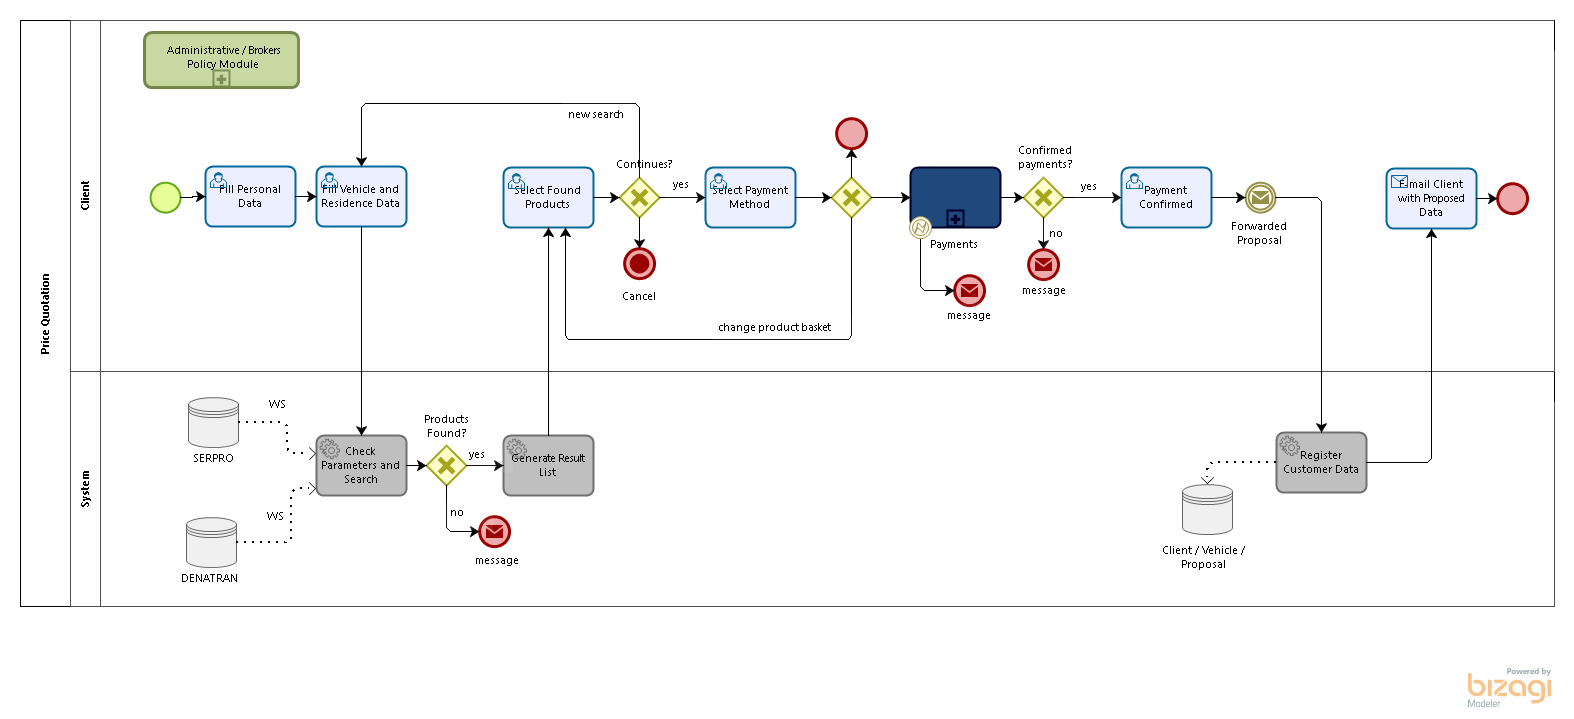 Price Quotation
Client
System
Administrative / Brokers
Policy Module
new search
Fill Personal
Data
Fill Vehicle and
Residence Data
Select Found
Products
Continues?
yes
Cancel
Select Payment
Method
change product basket
Payments
message
Confirmed
payments?
yes
no
message
Payment
Confirmed
Forwarded
Proposal
E-mail Client
with Proposed
Data
WS
SERPRO
WS
DENATRAN
Check
Parameters and
Search
Products
Found?
yes
no
message
Generate Result
List
Register
Customer Data
Client / Vehicle /
Proposal
Powered by
bizagi
Modeler